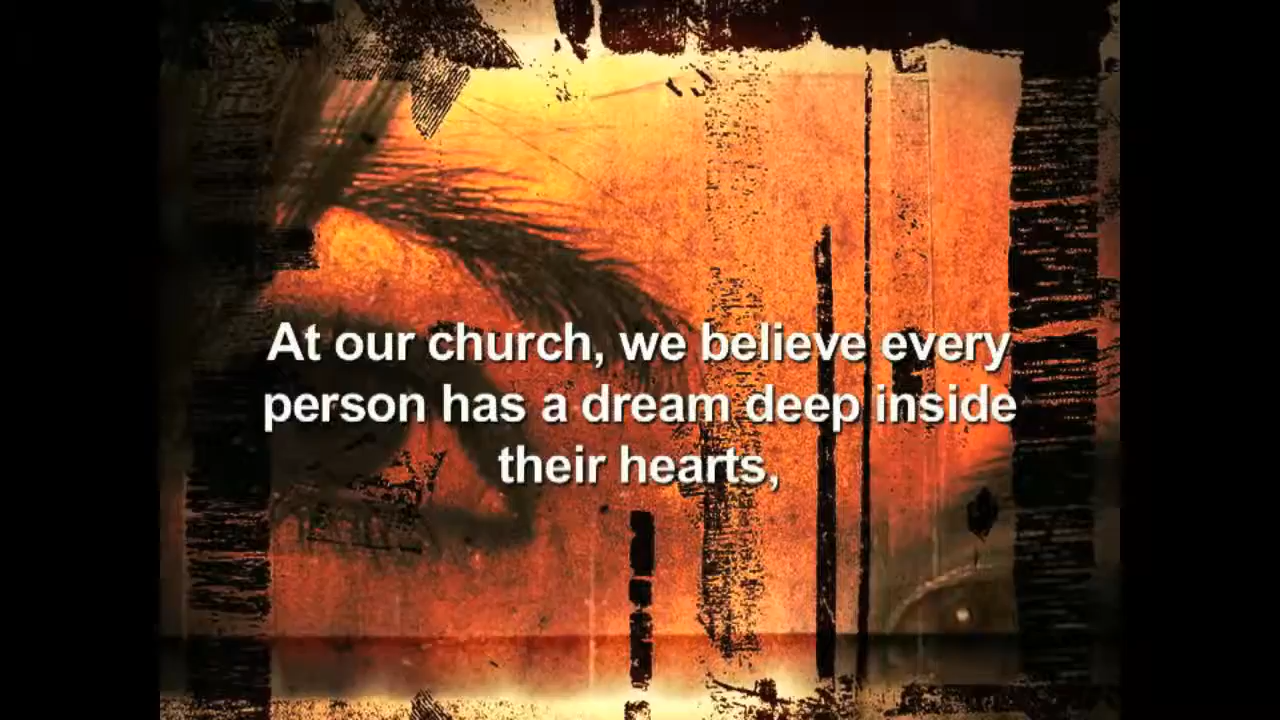 At our church, we believe every
person has a dream deep inside
their hearts,